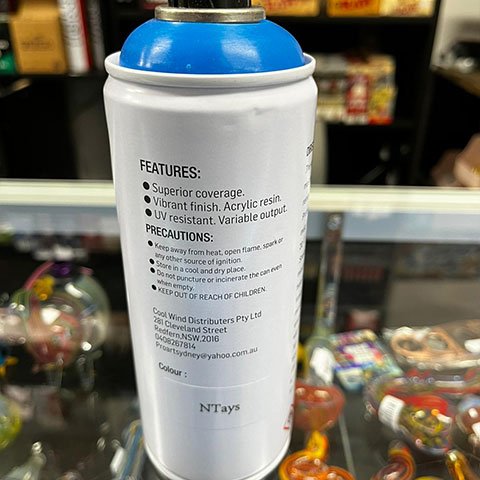 FEATURES:
● Superior coverage.
● Vibrant finish. Acrylic resin.
● UV resistant. Variable output.
PRECAUTIONS:
● Keep away from heat, open flame, spark or
any other source of ignition.
● Store in a cool and dry place.
● Do not puncture or incinerate the can even
when empty.
● KEEP OUT OF REACH OF CHILDREN.
Cool Wind Distributers Pty Ltd
281 Cleveland Street
Redfern,NSW,2016
0408267814
Proartsydney@yahoo.com.au
Colour :
NTays